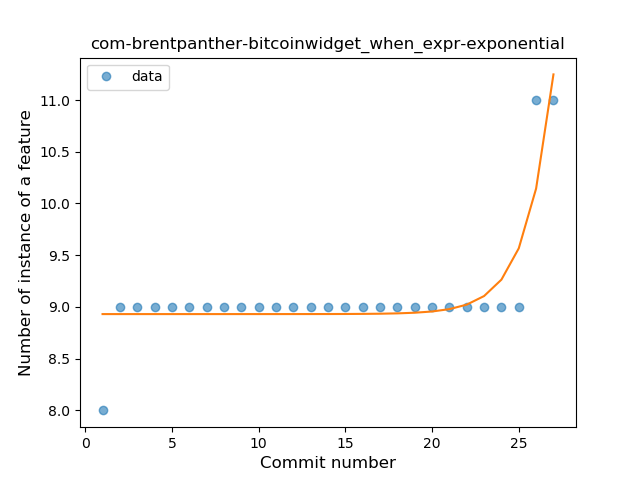 com-brentpanther-bitcoinwidget_when_expr-exponential
data
Number of instance of a feature
11.0
10.5
10.0
9.5
9.0
8.5
8.0
0 5 10 15 20 25
Commit number